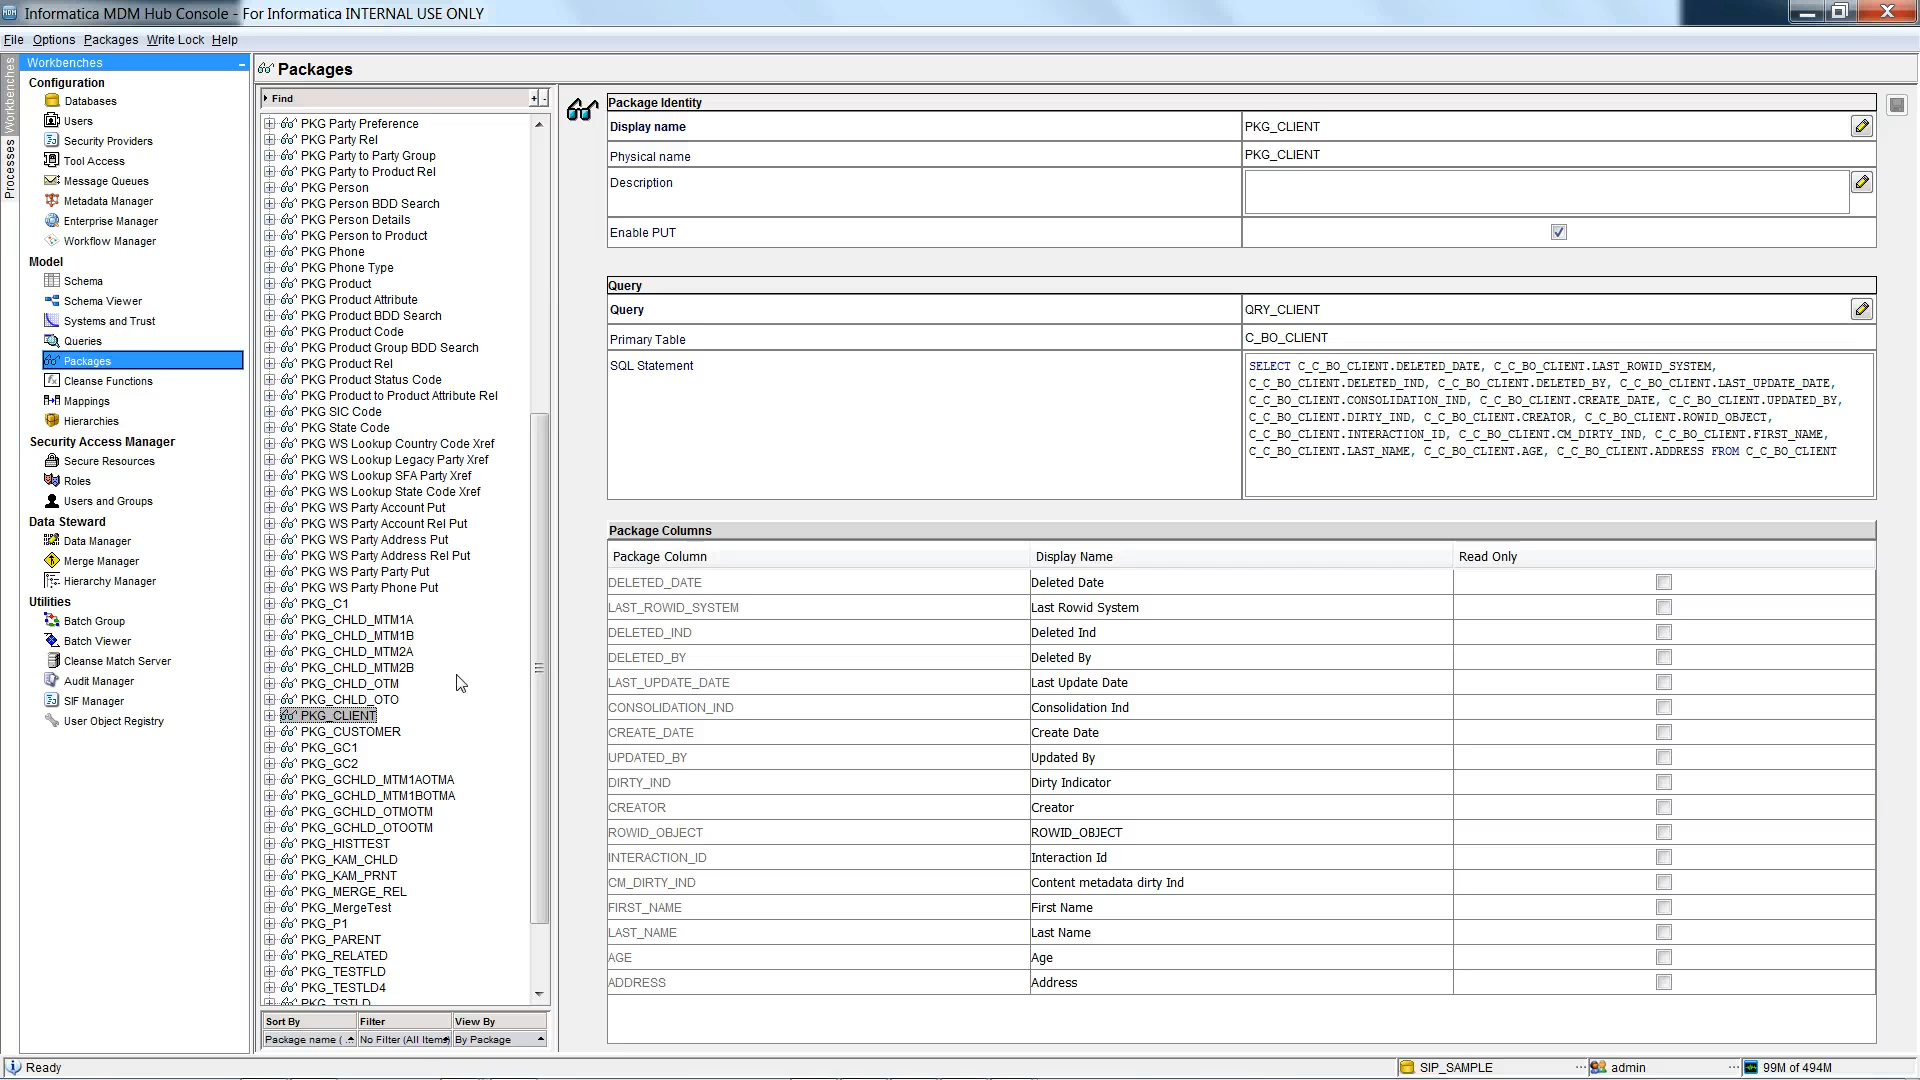 Informatica MDM Hub Console - For Informatica INTERNAL USE ONLY
File Options Packages Write Lock Help
Workbenches
Processes
Workbenches
Configuration
Databases
Users
Security Providers
Tool Access
Message Queues
Metadata Manager
Enterprise Manager
Workflow Manager
Model
Schema
Schema Viewer
Systems and Trust
Queries
Packages
Cleanse Functions
Mappings
Hierarchies
Security Access Manager
Secure Resources
Roles
Users and Groups
Data Steward
Data Manager
Merge Manager
Hierarchy Manager
Utilities
Batch Group
Batch Viewer
Cleanse Match Server
Audit Manager
SIF Manager
User Object Registry
Packages
Find
PKG Party Preference
PKG Party Rel
PKG Party to Party Group
PKG Party to Product Rel
PKG Person
PKG Person BDD Search
PKG Person Details
PKG Person to Product
PKG Phone
PKG Phone Type
PKG Product
PKG Product Attribute
PKG Product BDD Search
PKG Product Code
PKG Product Group BDD Search
PKG Product Rel
PKG Product Status Code
PKG Product to Product Attribute Rel
PKG SIC Code
PKG State Code
PKG WS Lookup Country Code Xref
PKG WS Lookup Legacy Party Xref
PKG WS Lookup SFA Party Xref
PKG WS Lookup State Code Xref
PKG WS Party Account Put
PKG WS Party Account Rel Put
PKG WS Party Address Put
PKG WS Party Address Rel Put
PKG WS Party Party Put
PKG WS Party Phone Put
PKG_C1
PKG_CHLD_MTM1A
PKG_CHLD_MTM1B
PKG_CHLD_MTM2A
PKG_CHLD_MTM2B
PKG_CHLD_OTM
PKG_CHLD_OTO
PKG_CLIENT
PKG_CUSTOMER
PKG_GC1
PKG_GC2
PKG_GCHLD_MTM1AOTMA
PKG_GCHLD_MTM1BOTMA
PKG_GCHLD_OTMOTM
PKG_GCHLD_OTOOTM
PKG_HISTTEST
PKG_KAM_CHLD
PKG_KAM_PRNT
PKG_MERGE_REL
PKG_MergeTest
PKG_P1
PKG_PARENT
PKG_RELATED
PKG_TESTFLD
PKG_TESTLD4
PKG_TSTLD
Sort By Filter View By
Package name ( ... No Filter (All Items) By Package
Package Identity
Display name PKG_CLIENT
Physical name PKG_CLIENT
Description
Enable PUT
Query
Query QRY_CLIENT
Primary Table C_BO_CLIENT
SQL Statement
SELECT C_C_BO_CLIENT.DELETED_DATE, C_C_BO_CLIENT.LAST_ROWID_SYSTEM,
C_C_BO_CLIENT.DELETED_IND, C_C_BO_CLIENT.DELETED_BY, C_C_BO_CLIENT.LAST_UPDATE_DATE,
C_C_BO_CLIENT.CONSOLIDATION_IND, C_C_BO_CLIENT.CREATE_DATE, C_C_BO_CLIENT.UPDATED_BY,
C_C_BO_CLIENT.DIRTY_IND, C_C_BO_CLIENT.CREATOR, C_C_BO_CLIENT.ROWID_OBJECT,
C_C_BO_CLIENT.INTERACTION_ID, C_C_BO_CLIENT.CM_DIRTY_IND, C_C_BO_CLIENT.FIRST_NAME,
C_C_BO_CLIENT.LAST_NAME, C_C_BO_CLIENT.AGE, C_C_BO_CLIENT.ADDRESS FROM C_C_BO_CLIENT
Package Columns
Package Column Display Name Read Only
DELETED_DATE Deleted Date
LAST_ROWID_SYSTEM Last Rowid System
DELETED_IND Deleted Ind
DELETED_BY Deleted By
LAST_UPDATE_DATE Last Update Date
CONSOLIDATION_IND Consolidation Ind
CREATE_DATE Create Date
UPDATED_BY Updated By
DIRTY_IND Dirty Indicator
CREATOR Creator
ROWID_OBJECT ROWID_OBJECT
INTERACTION_ID Interaction Id
CM_DIRTY_IND Content metadata dirty Ind
FIRST_NAME First Name
LAST_NAME Last Name
AGE Age
ADDRESS Address
Ready SIP_SAMPLE ... admin ... 99M of 494M